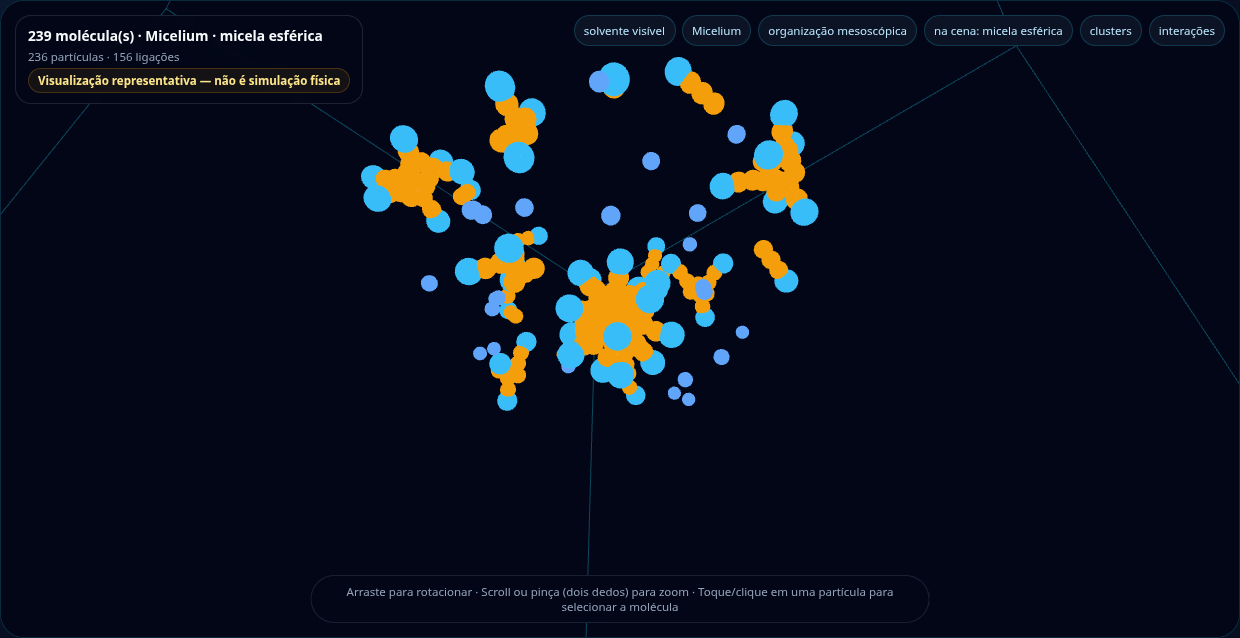 239 molécula(s) · Micelium · micela esférica
236 partículas · 156 ligações
Visualização representativa — não é simulação física
solvente visível
Micelium
organização mesoscópica
na cena: micela esférica
clusters
interações
Arraste para rotacionar · Scroll ou pinça (dois dedos) para zoom · Toque/clique em uma partícula para
selecionar a molécula